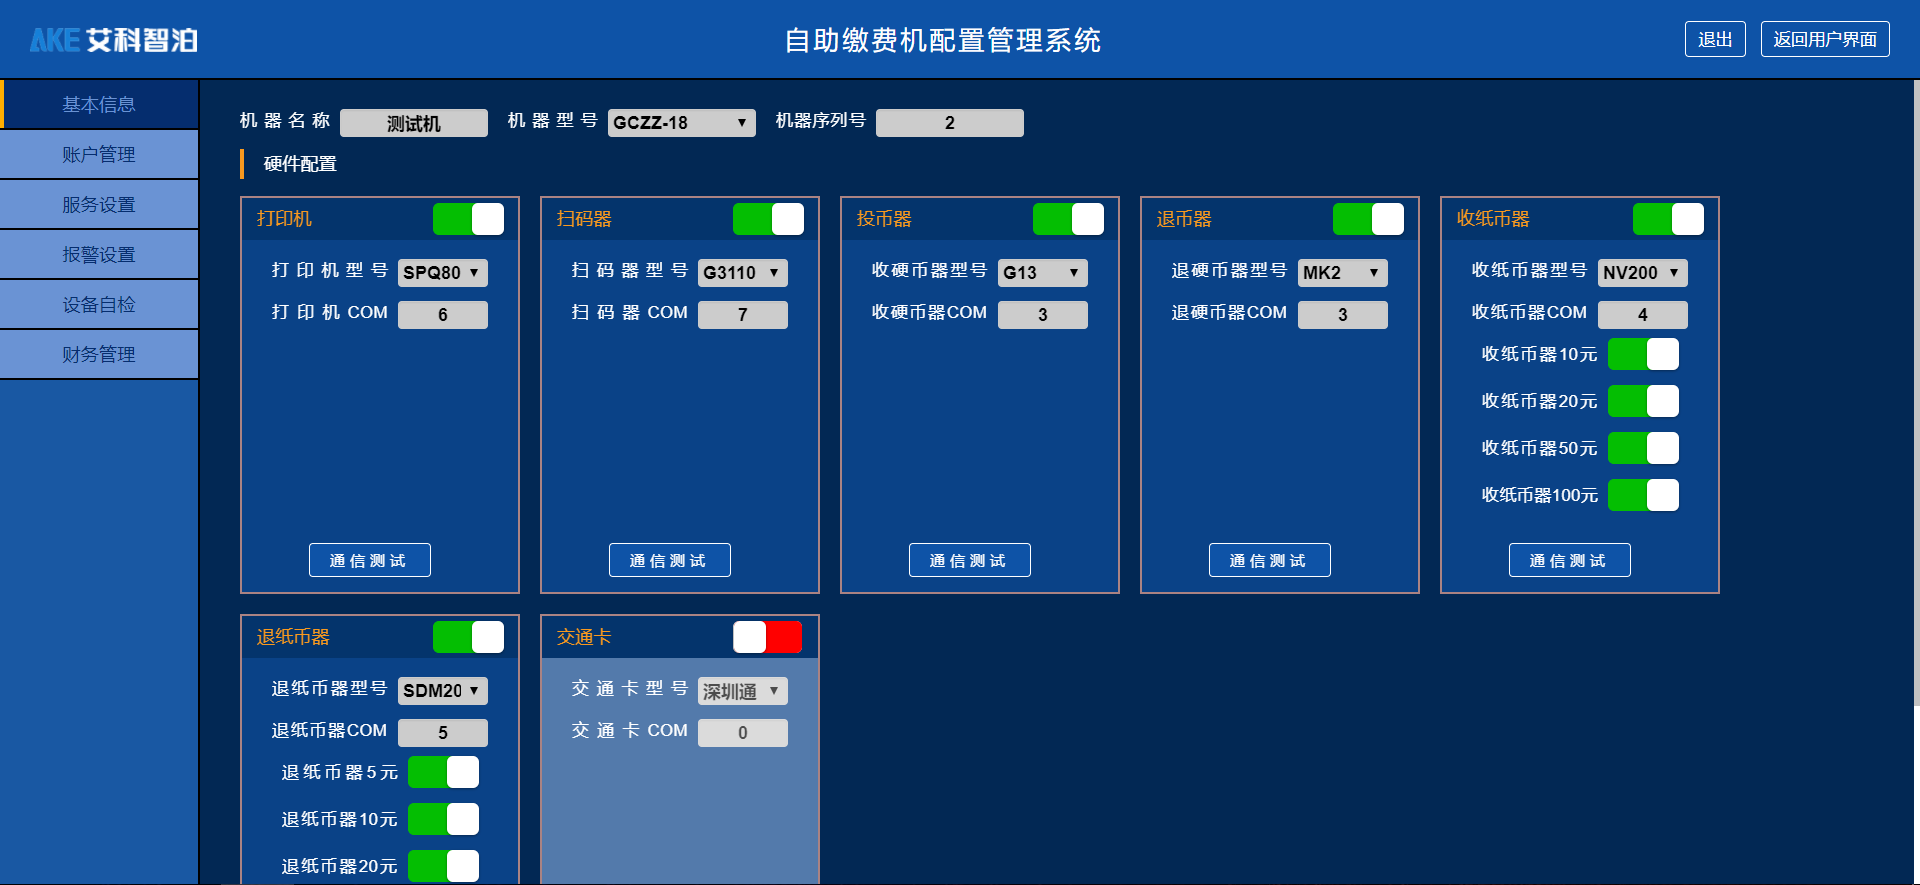 AKE 艾科智泊
自助缴费机配置管理系统
退出
返回用户界面
基本信息
账户管理
服务设置
报警设置
设备自检
财务管理
机器名称 测试机 机器型号 GCZZ-18 机器序列号 2
硬件配置
打印机
打印机型号 SPQ80
打印机COM 6
通信测试
扫码器
扫码器型号 G3110
扫码器COM 7
通信测试
投币器
收硬币器型号 G13
收硬币器COM 3
通信测试
退币器
退硬币器型号 MK2
退硬币器COM 3
通信测试
收纸币器
收纸币器型号 NV200
收纸币器COM 4
收纸币器10元
收纸币器20元
收纸币器50元
收纸币器100元
通信测试
退纸币器
退纸币器型号 SDM20
退纸币器COM 5
退纸币器5元
退纸币器10元
退纸币器20元
交通卡
交通卡型号 深圳通
交通卡COM 0